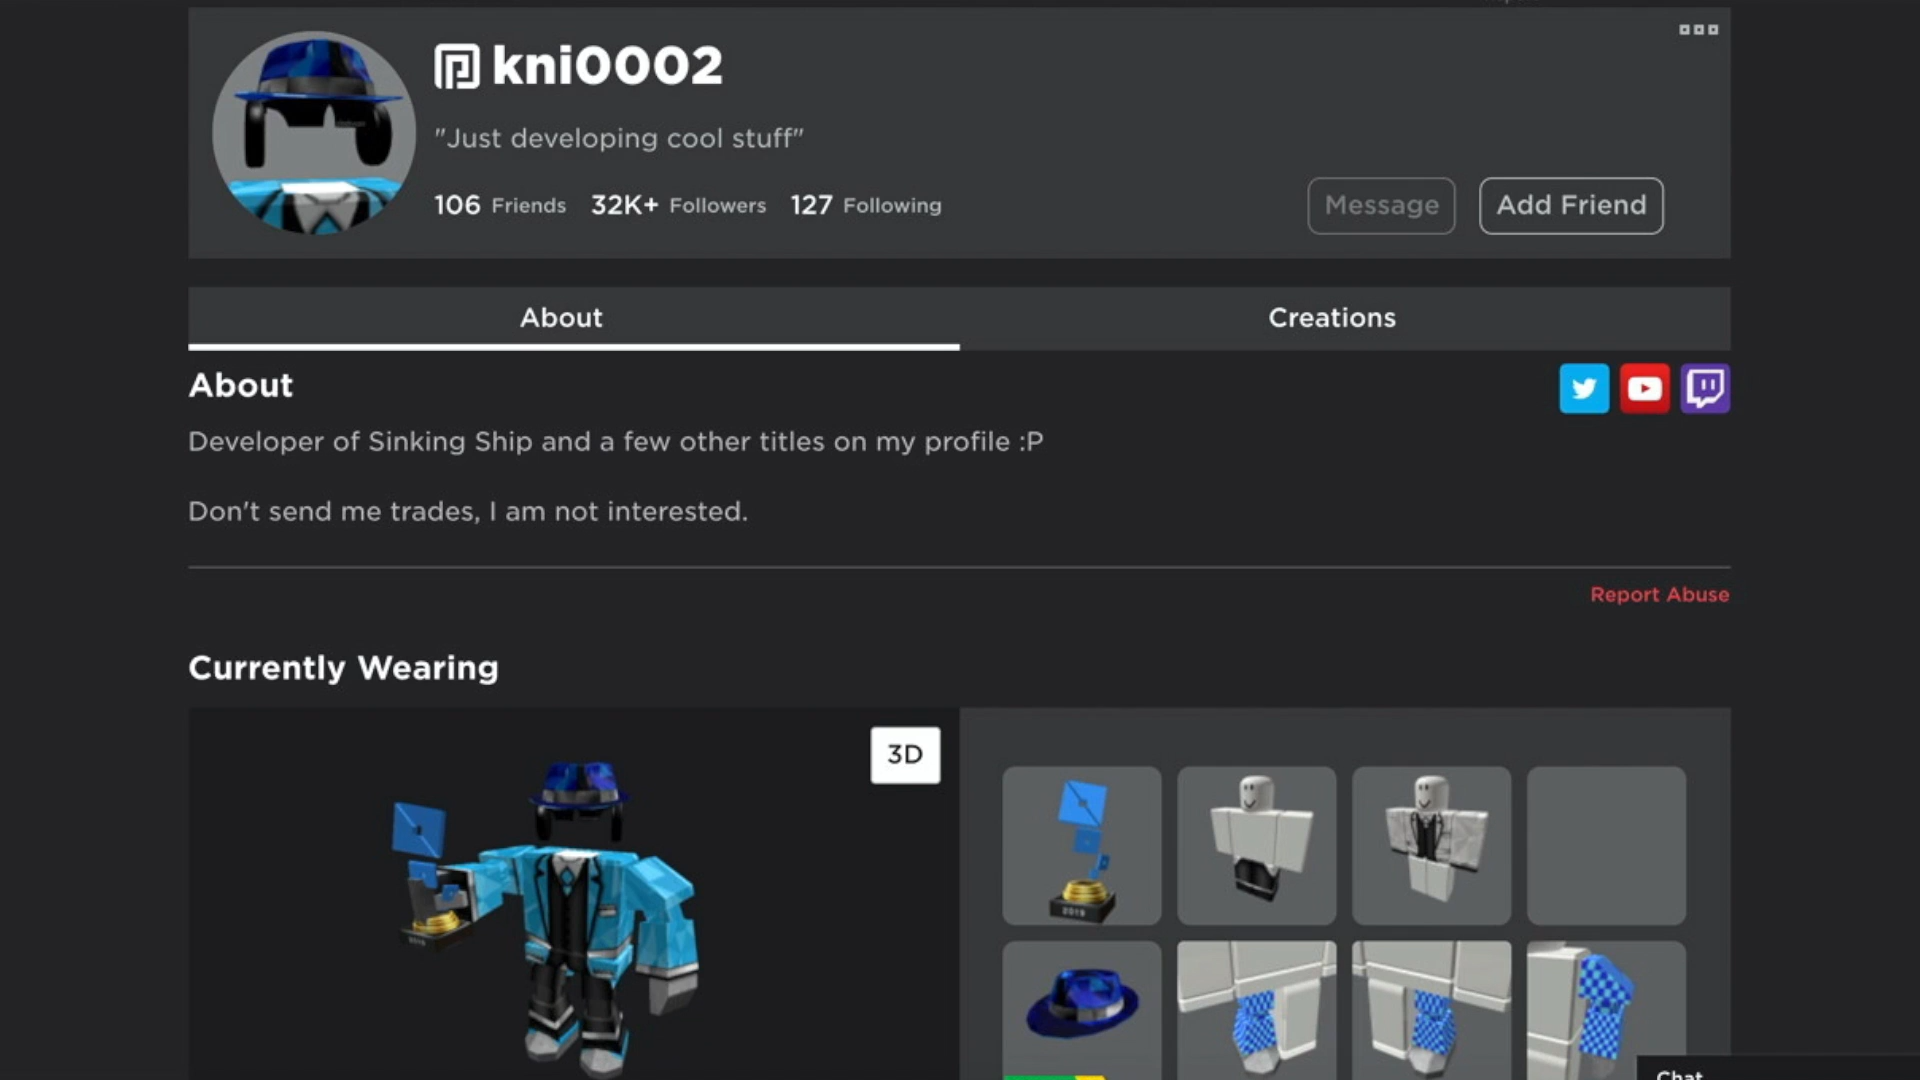 kni0002
"Just developing cool stuff"
106 Friends 32K+ Followers 127 Following
Message
Add Friend
About
Creations
About
Developer of Sinking Ship and a few other titles on my profile :P
Don't send me trades, I am not interested.
Report Abuse
Currently Wearing
3D
2019
Chat